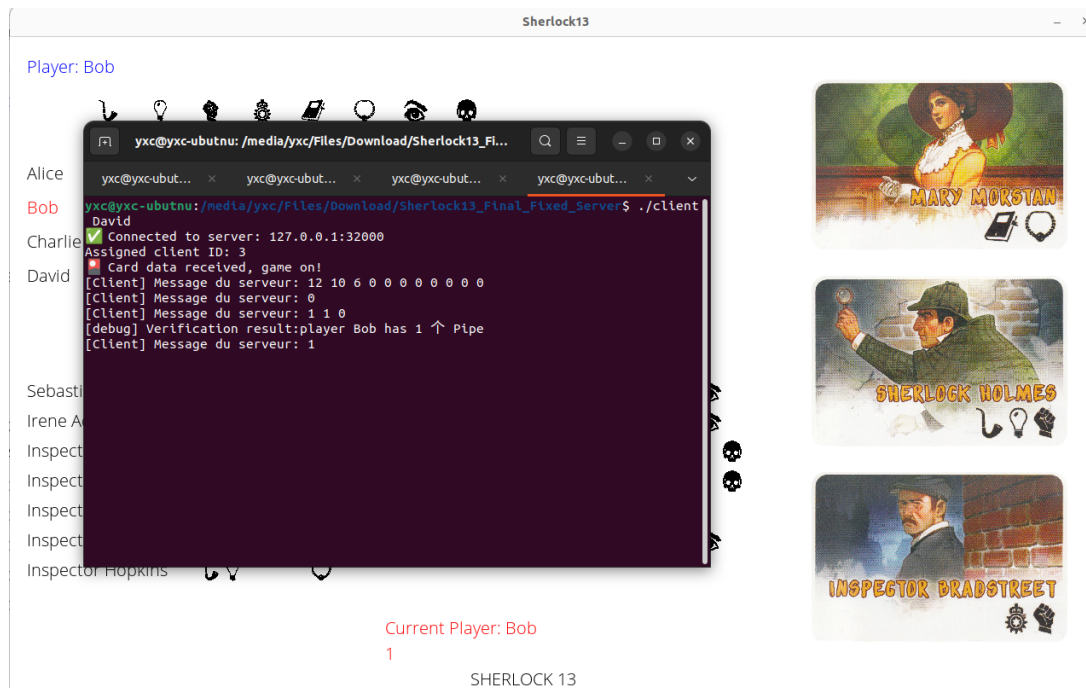 Sherlock13
Player: Bob
Alice
Bob
Charlie
David
yxc@yxc-ubutnu: /media/yxc/Files/Download/Sherlock13_Fi...
yxc@yxc-ubut...
yxc@yxc-ubut...
yxc@yxc-ubut...
yxc@yxc-ubut...
yxc@yxc-ubutnu:/media/yxc/Files/Download/Sherlock13_Final_Fixed_Server$ ./client
David
Connected to server: 127.0.0.1:32000
Assigned client ID: 3
Card data received, game on!
[Client] Message du serveur: 12 10 6 0 0 0 0 0 0 0 0 0
[Client] Message du serveur: 0
[Client] Message du serveur: 1 1 0
[debug] Verification result:player Bob has 1 个 Pipe
[Client] Message du serveur: 1
Sebasti
Irene A
Inspect
Inspect
Inspect
Inspect
Inspector Hopkins
Current Player: Bob
1
SHERLOCK 13
MARY MORSTAN
SHERLOCK HOLMES
INSPECTOR BRADSTREET